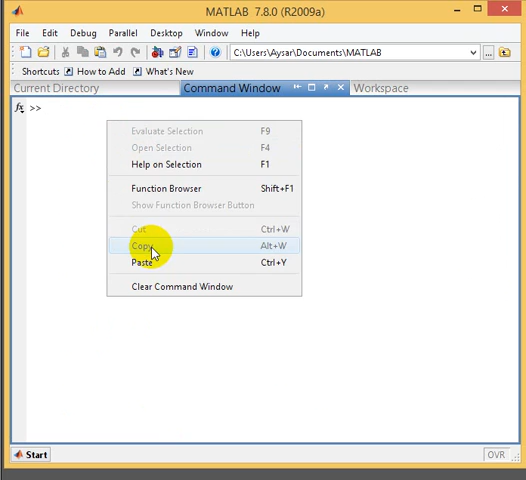 MATLAB 7.8.0 (R2009a)
File Edit Debug Parallel Desktop Window Help
C:\Users\Aysar\Documents\MATLAB
Shortcuts How to Add What's New
Current Directory Command Window Workspace
fx >>
Evaluate Selection F9
Open Selection F4
Help on Selection F1
Function Browser Shift+F1
Show Function Browser Button
Cut Ctrl+W
Copy Alt+W
Paste Ctrl+Y
Clear Command Window
Start OVR